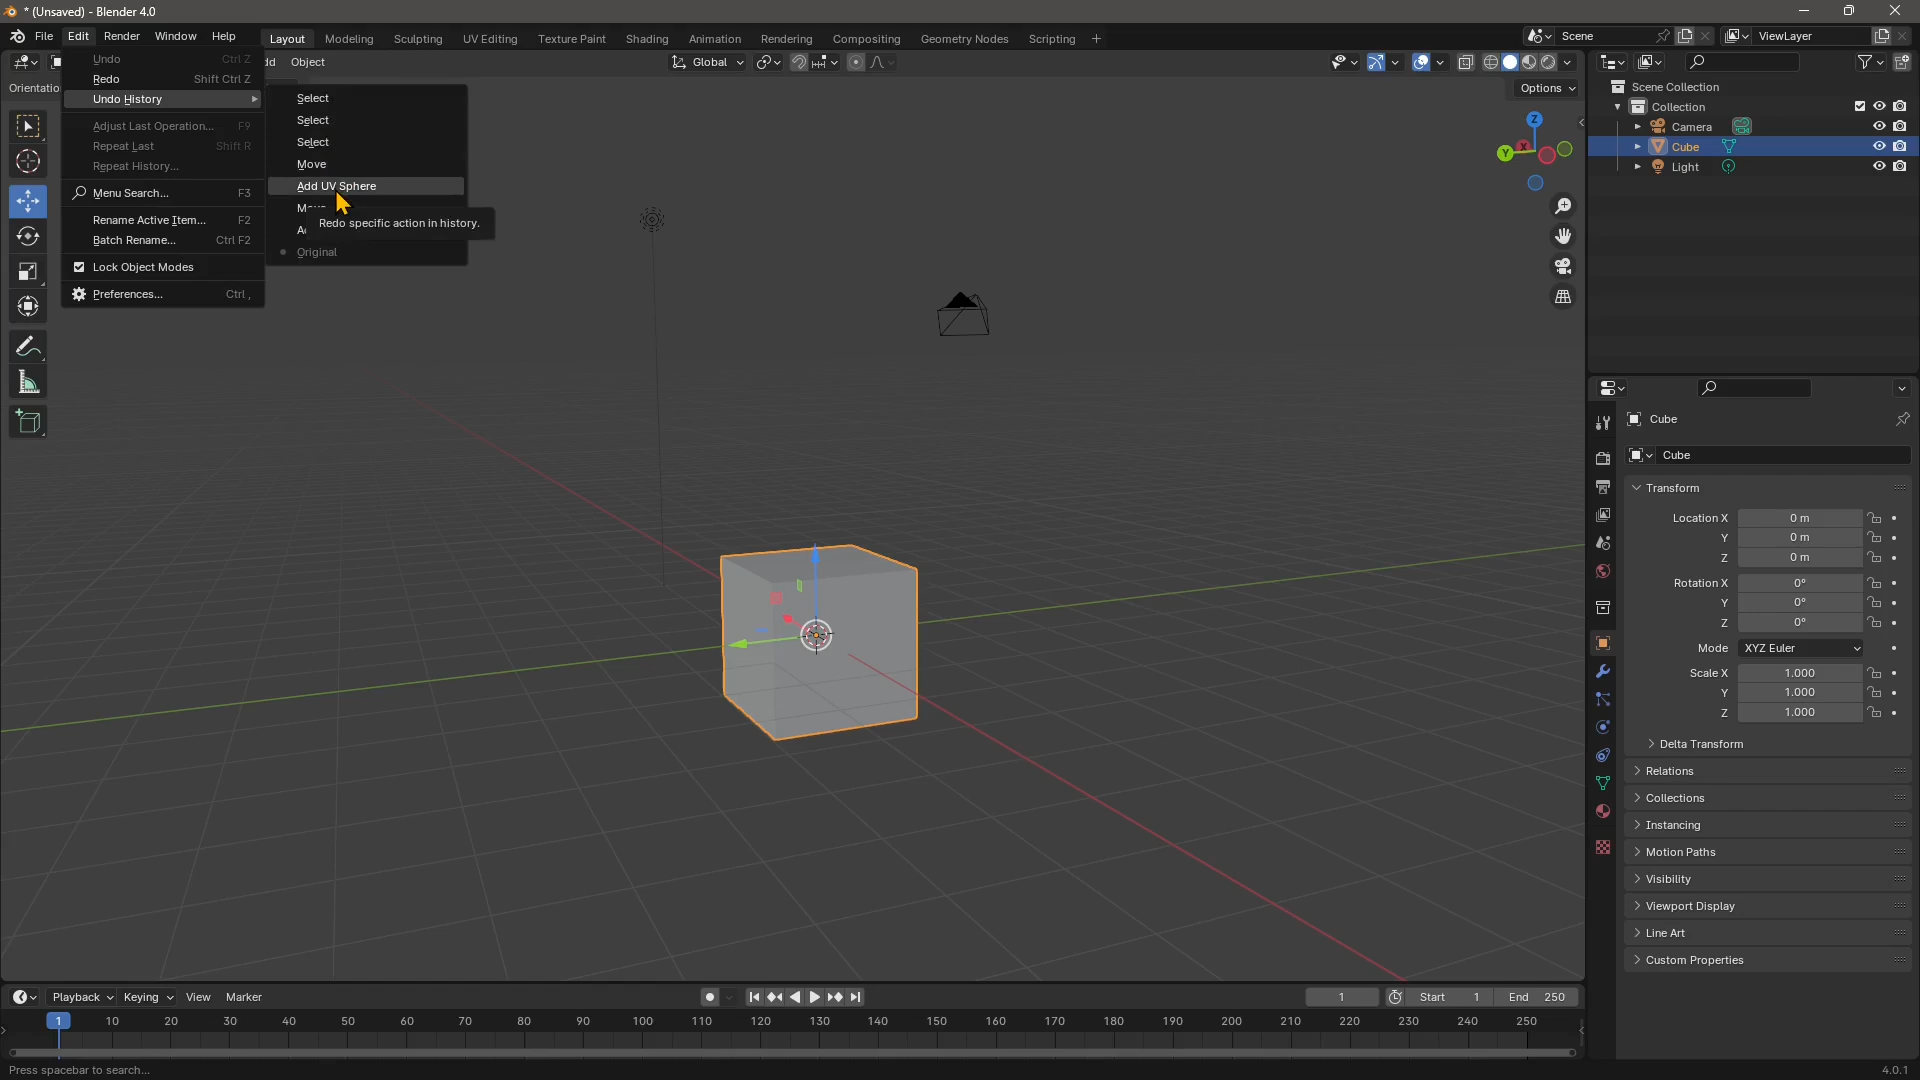 * (Unsaved) - Blender 4.0
File Edit Render Window Help Layout Modeling Sculpting UV Editing Texture Paint Shading Animation Rendering Compositing Geometry Nodes Scripting + Scene ViewLayer
Object Global
Orientatio
Options
Undo Ctrl Z
Redo Shift Ctrl Z
Undo History
Adjust Last Operation... F9
Repeat Last Shift R
Repeat History...
Menu Search... F3
Rename Active Item... F2
Batch Rename... Ctrl F2
Lock Object Modes
Preferences... Ctrl ,
Select
Select
Select
Move
Add UV Sphere
Redo specific action in history.
Original
Z
Y
X
Scene Collection
Collection
Camera
Cube
Light
Cube
Cube
Transform
Location X 0 m
Y 0 m
Z 0 m
Rotation X 0°
Y 0°
Z 0°
Mode XYZ Euler
Scale X 1.000
Y 1.000
Z 1.000
Delta Transform
Relations
Collections
Instancing
Motion Paths
Visibility
Viewport Display
Line Art
Custom Properties
Playback Keying View Marker 1 Start 1 End 250
1 10 20 30 40 50 60 70 80 90 100 110 120 130 140 150 160 170 180 190 200 210 220 230 240 250
Press spacebar to search...
4.0.1